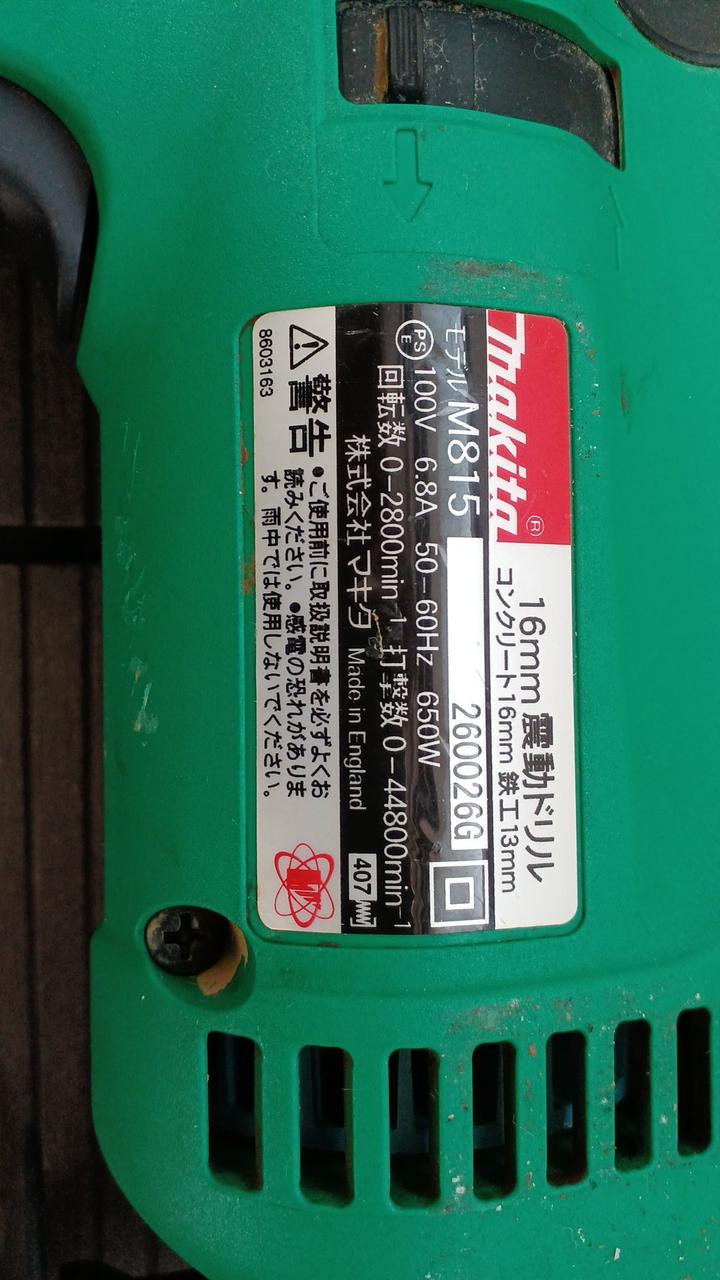 makita®
16mm 震動ドリル
コンクリート16mm 鉄工13mm
モデル M815
260026G
PSE 100V 6.8A 50-60Hz 650W
回転数 0-2800min⁻¹ 打撃数 0-44800min⁻¹
株式会社 マキタ Made in England
407
警告
●ご使用前に取扱説明書を必ずよくお
読みください。●感電の恐れがありま
す。雨中では使用しないでください。
8603163